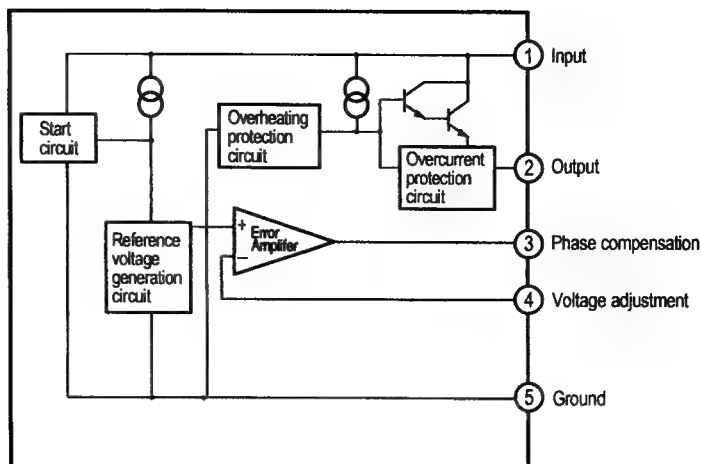 1 Input
Start
circuit
Overheating
protection
circuit
Overcurrent
protection
circuit
2 Output
Reference
voltage
generation
circuit
+ Error
Amplifer
−
3 Phase compensation
4 Voltage adjustment
5 Ground